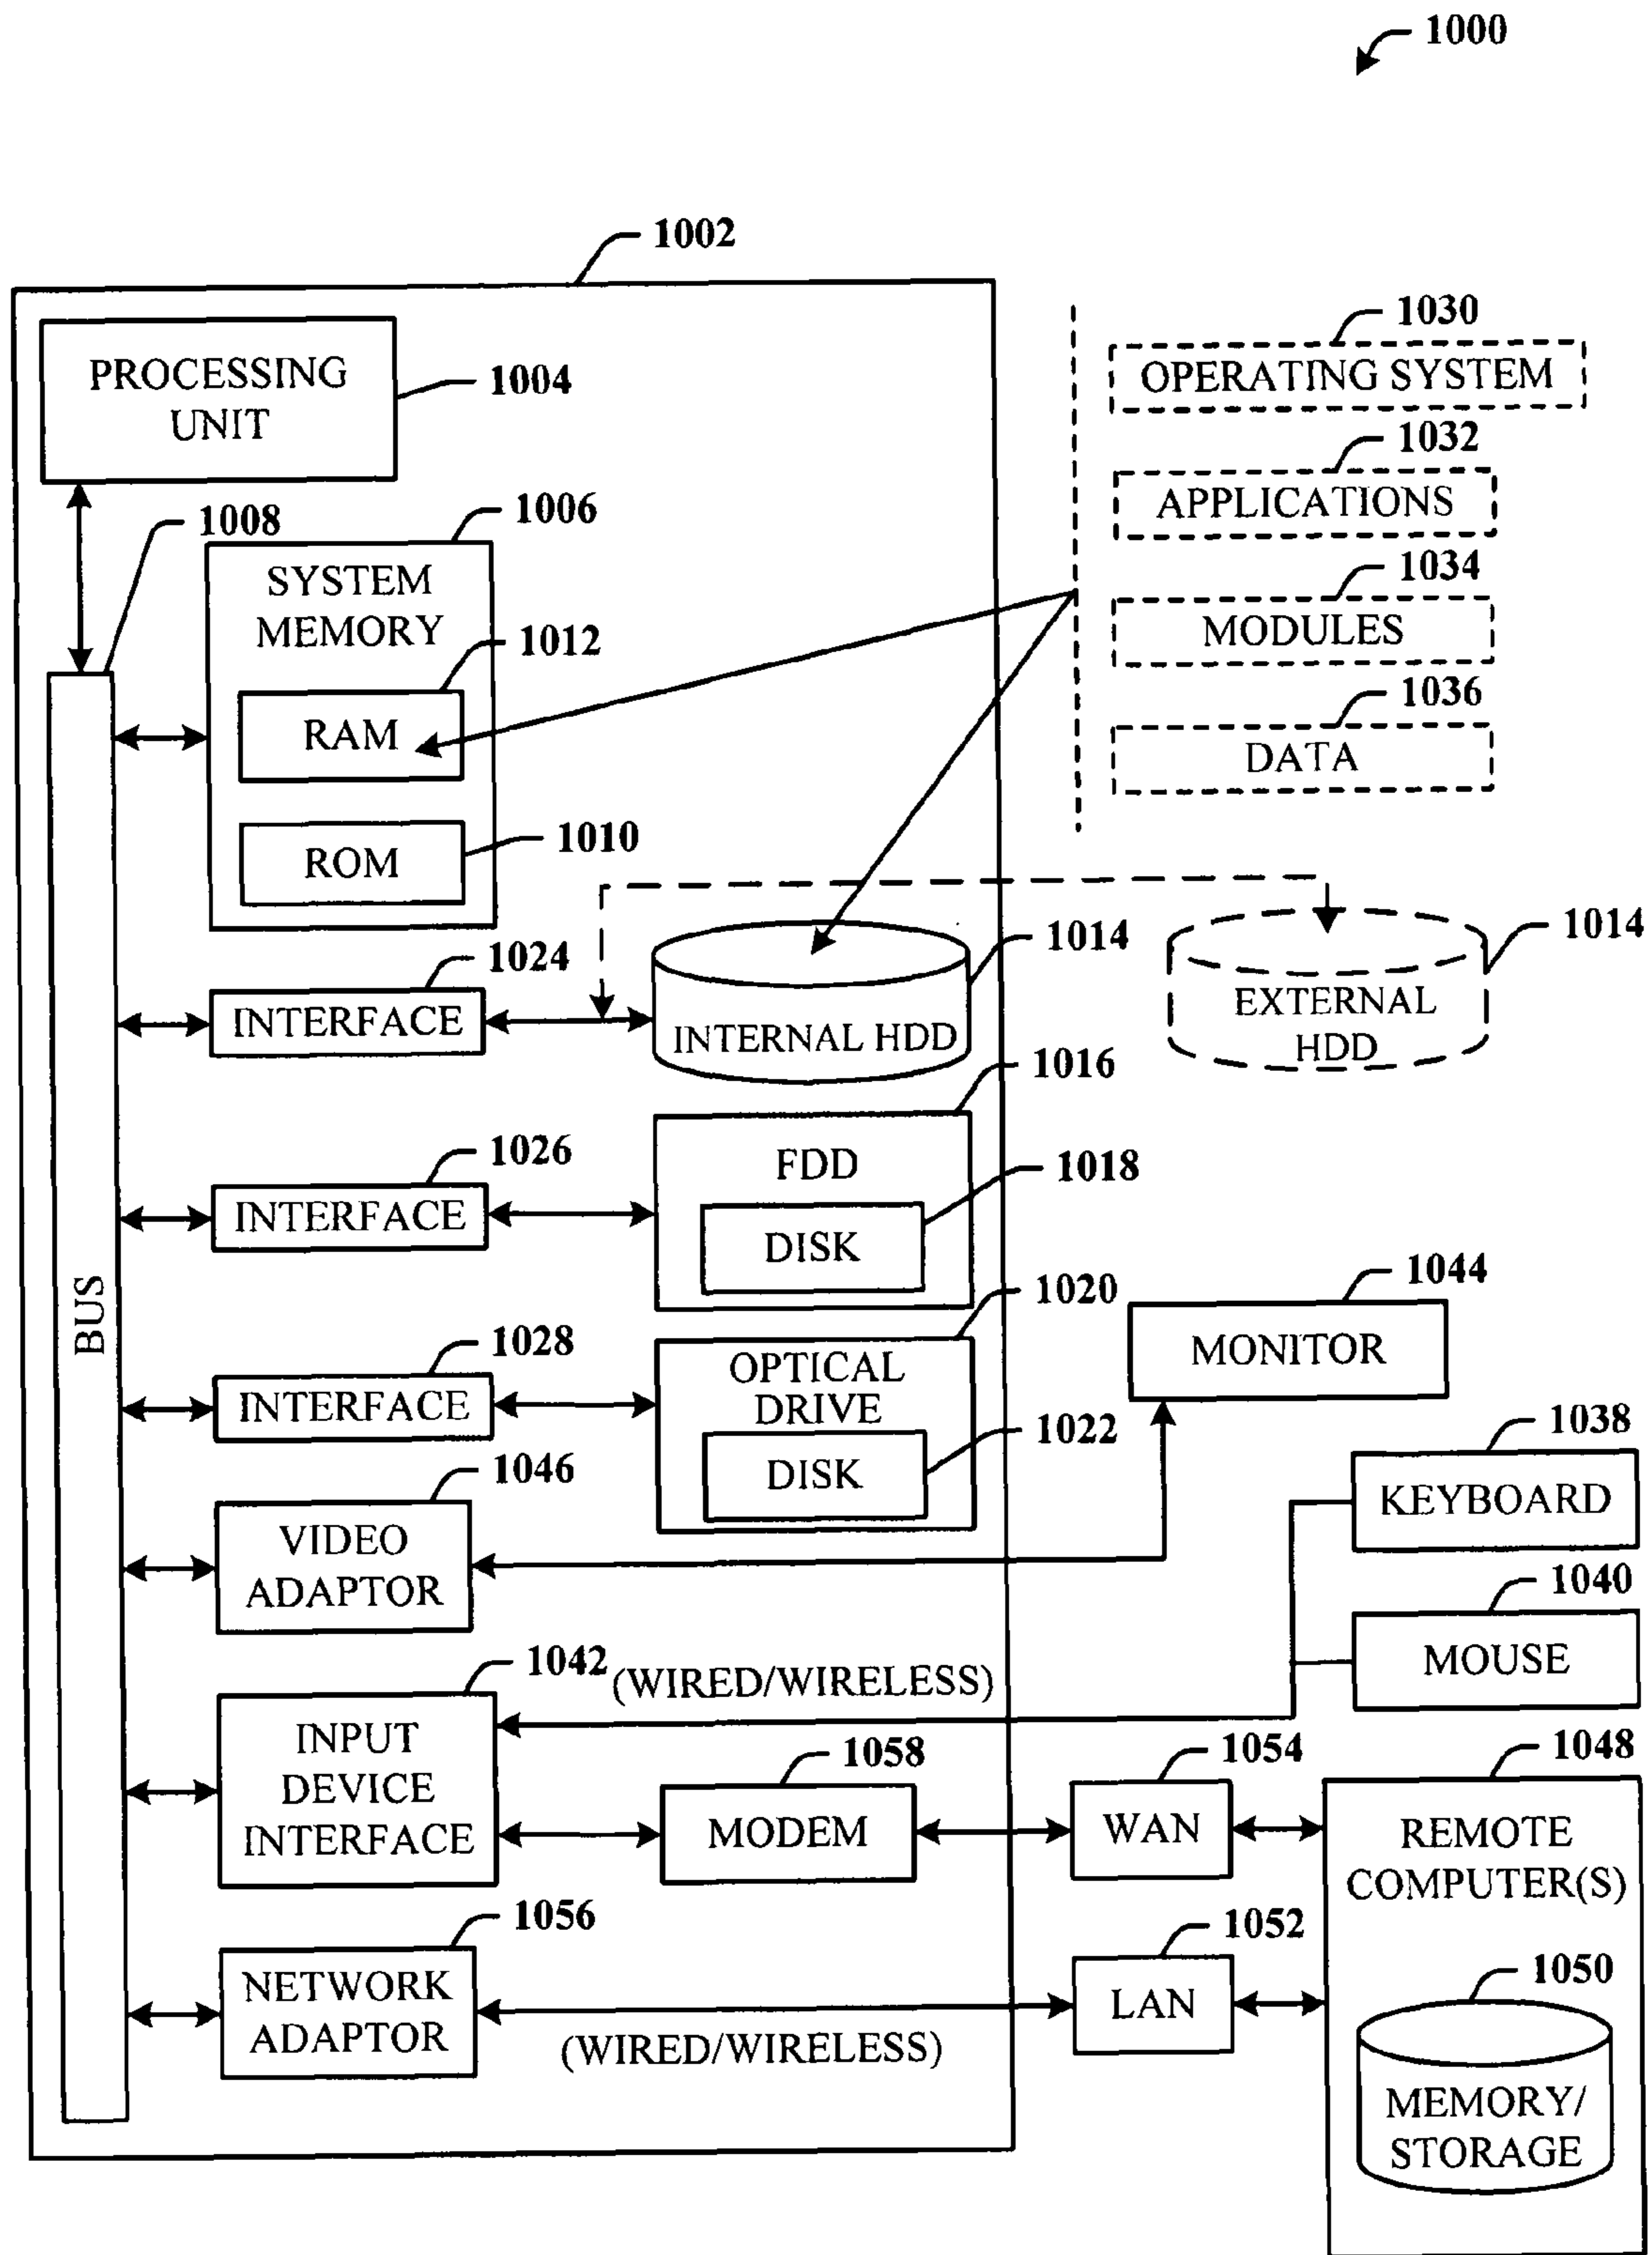 1000
1002
PROCESSING
UNIT
1004
1030
OPERATING SYSTEM
1032
APPLICATIONS
1034
MODULES
1036
DATA
1008
1006
SYSTEM
MEMORY
1012
RAM
1010
ROM
1024
INTERFACE
1014
INTERNAL HDD
1014
EXTERNAL
HDD
1016
FDD
1018
DISK
1026
INTERFACE
BUS
1020
OPTICAL
DRIVE
1022
DISK
1028
INTERFACE
1044
MONITOR
1046
VIDEO
ADAPTOR
1038
KEYBOARD
1040
MOUSE
1042
(WIRED/WIRELESS)
INPUT
DEVICE
INTERFACE
1058
MODEM
1054
WAN
1048
REMOTE
COMPUTER(S)
1056
NETWORK
ADAPTOR
(WIRED/WIRELESS)
1052
LAN
1050
MEMORY/
STORAGE